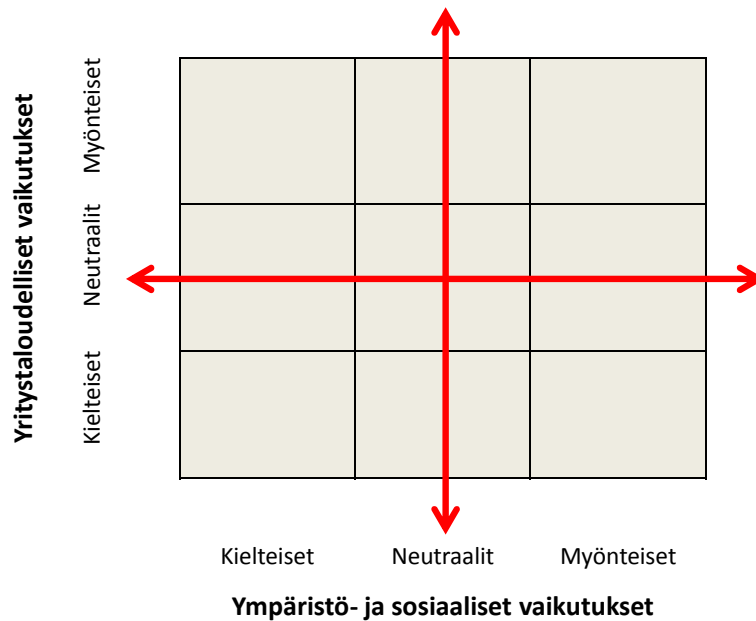 Yritystaloudelliset vaikutukset
Myönteiset
Neutraalit
Kielteiset
Kielteiset Neutraalit Myönteiset
Ympäristö- ja sosiaaliset vaikutukset